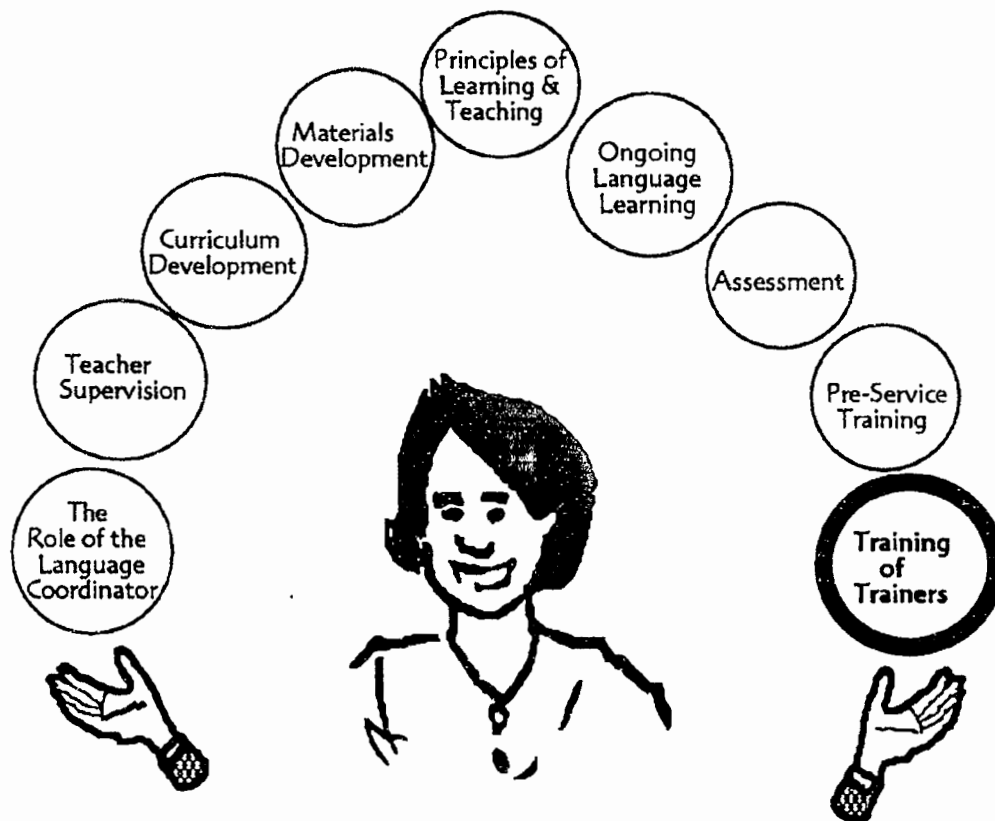 The
Role of the
Language
Coordinator
Teacher
Supervision
Curriculum
Development
Materials
Development
Principles of
Learning &
Teaching
Ongoing
Language
Learning
Assessment
Pre-Service
Training
Training
of
Trainers